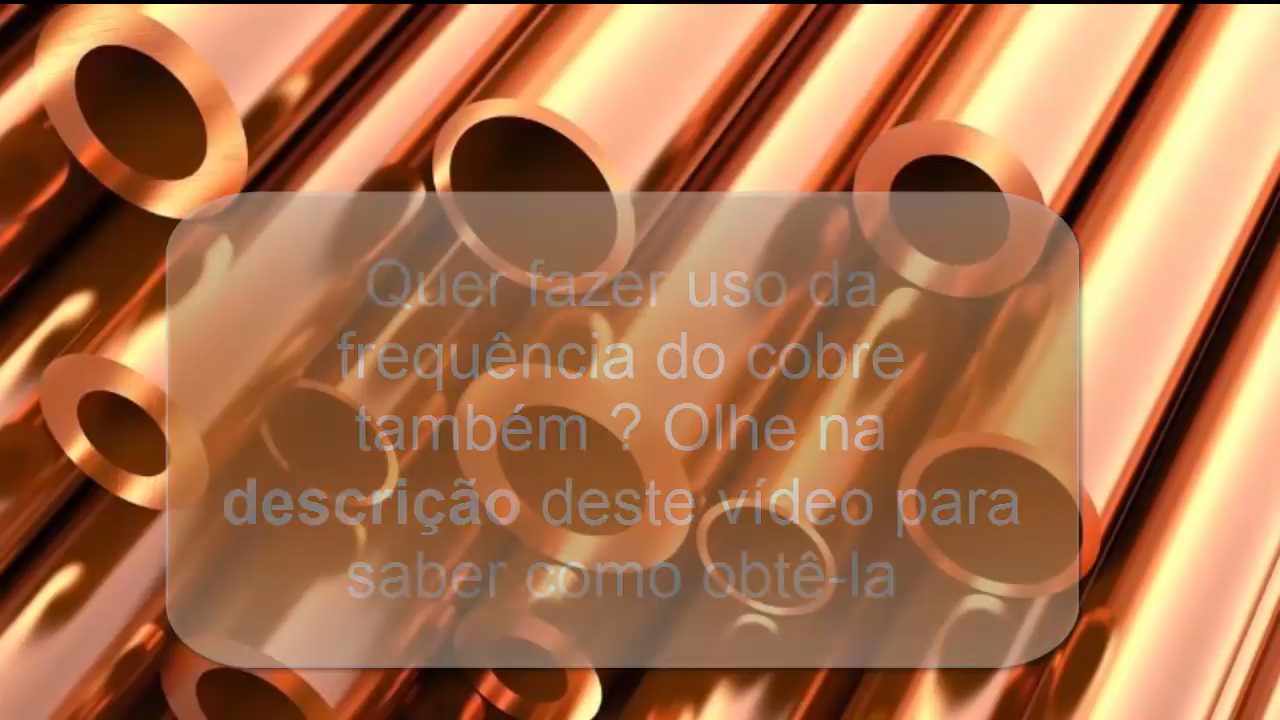 Quer fazer uso da
frequência do cobre
também ? Olhe na
descrição deste vídeo para
saber como obtê-la